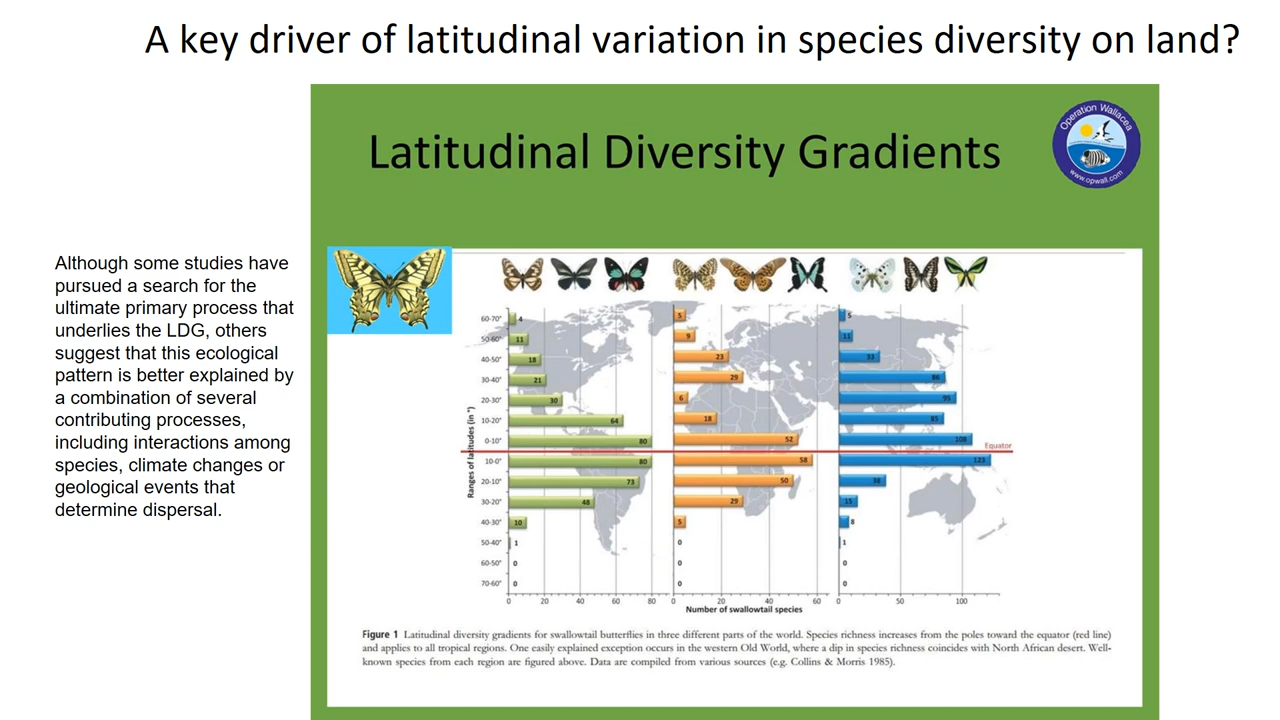 A key driver of latitudinal variation in species diversity on land?
Latitudinal Diversity Gradients
Operation Wallacea
www.opwall.com
Although some studies have
pursued a search for the
ultimate primary process that
underlies the LDG, others
suggest that this ecological
pattern is better explained by
a combination of several
contributing processes,
including interactions among
species, climate changes or
geological events that
determine dispersal.
Ranges of latitudes (in °)
60-70° 4 5 5
50-60° 11 9 11
40-50° 18 23 33
30-40° 21 29 86
20-30° 30 6 95
10-20° 64 18 85
0-10° 80 52 108
Equator
10-0° 80 58 123
20-10° 73 50 38
30-20° 48 29 15
40-30° 10 5 8
50-40° 1 0 1
60-50° 0 0 0
70-60° 0 0 0
0 20 40 60 80 0 20 40 60 0 50 100
Number of swallowtail species
Figure 1 Latitudinal diversity gradients for swallowtail butterflies in three different parts of the world. Species richness increases from the poles toward the equator (red line)
and applies to all tropical regions. One easily explained exception occurs in the western Old World, where a dip in species richness coincides with North African desert. Well-
known species from each region are figured above. Data are compiled from various sources (e.g. Collins & Morris 1985).